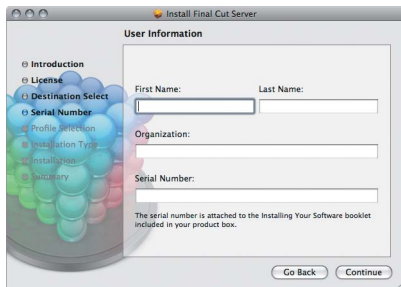 Install Final Cut Server
User Information
Introduction
License
Destination Select
Serial Number
Profile Selection
Installation Type
Installation
Summary
First Name:
Last Name:
Organization:
Serial Number:
The serial number is attached to the Installing Your Software booklet
included in your product box.
Go Back
Continue